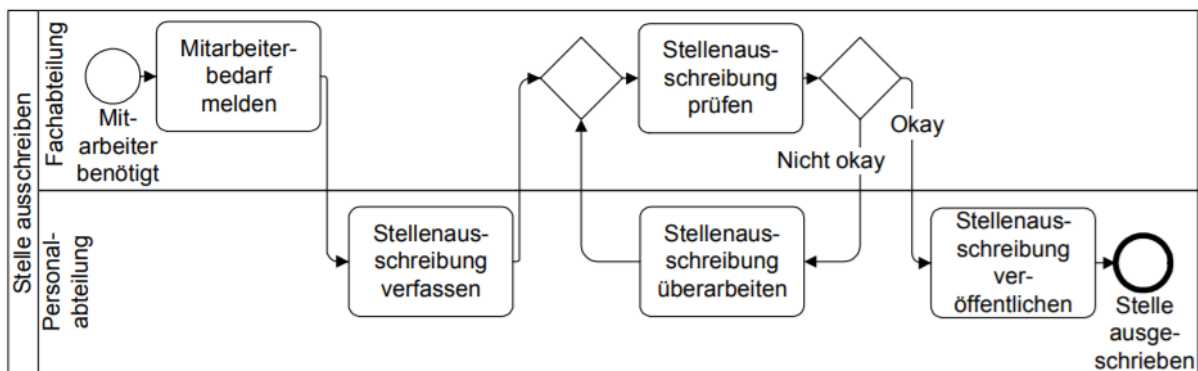 Stelle ausschreiben
Fachabteilung
Mit-
arbeiter
benötigt
Mitarbeiter-
bedarf
melden
Stellenaus-
schreibung
prüfen
Okay
Nicht okay
Personal-
abteilung
Stellenaus-
schreibung
verfassen
Stellenaus-
schreibung
überarbeiten
Stellenaus-
schreibung
ver-
öffentlichen
Stelle
ausge-
schrieben